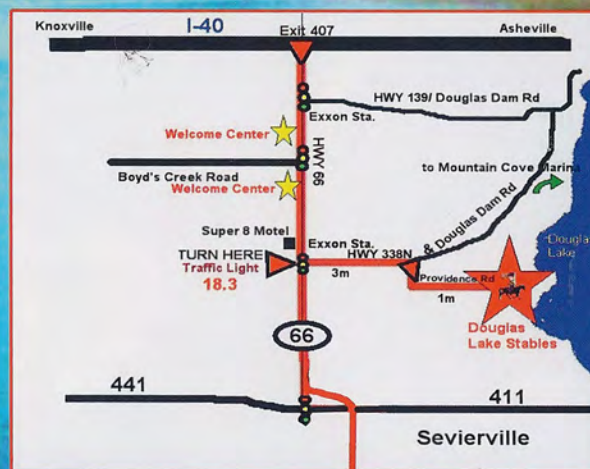 Knoxville
I-40
Exit 407
Asheville
HWY 139/ Douglas Dam Rd
Exxon Sta.
Welcome Center
HWY 66
Boyd's Creek Road
to Mountain Cove Marina
Welcome Center
Super 8 Motel
Exxon Sta.
HWY 338N
& Douglas Dam Rd
Douglas
Lake
TURN HERE
Traffic Light
18.3
3m
Providence Rd
1m
Douglas
Lake Stables
66
441
411
Sevierville